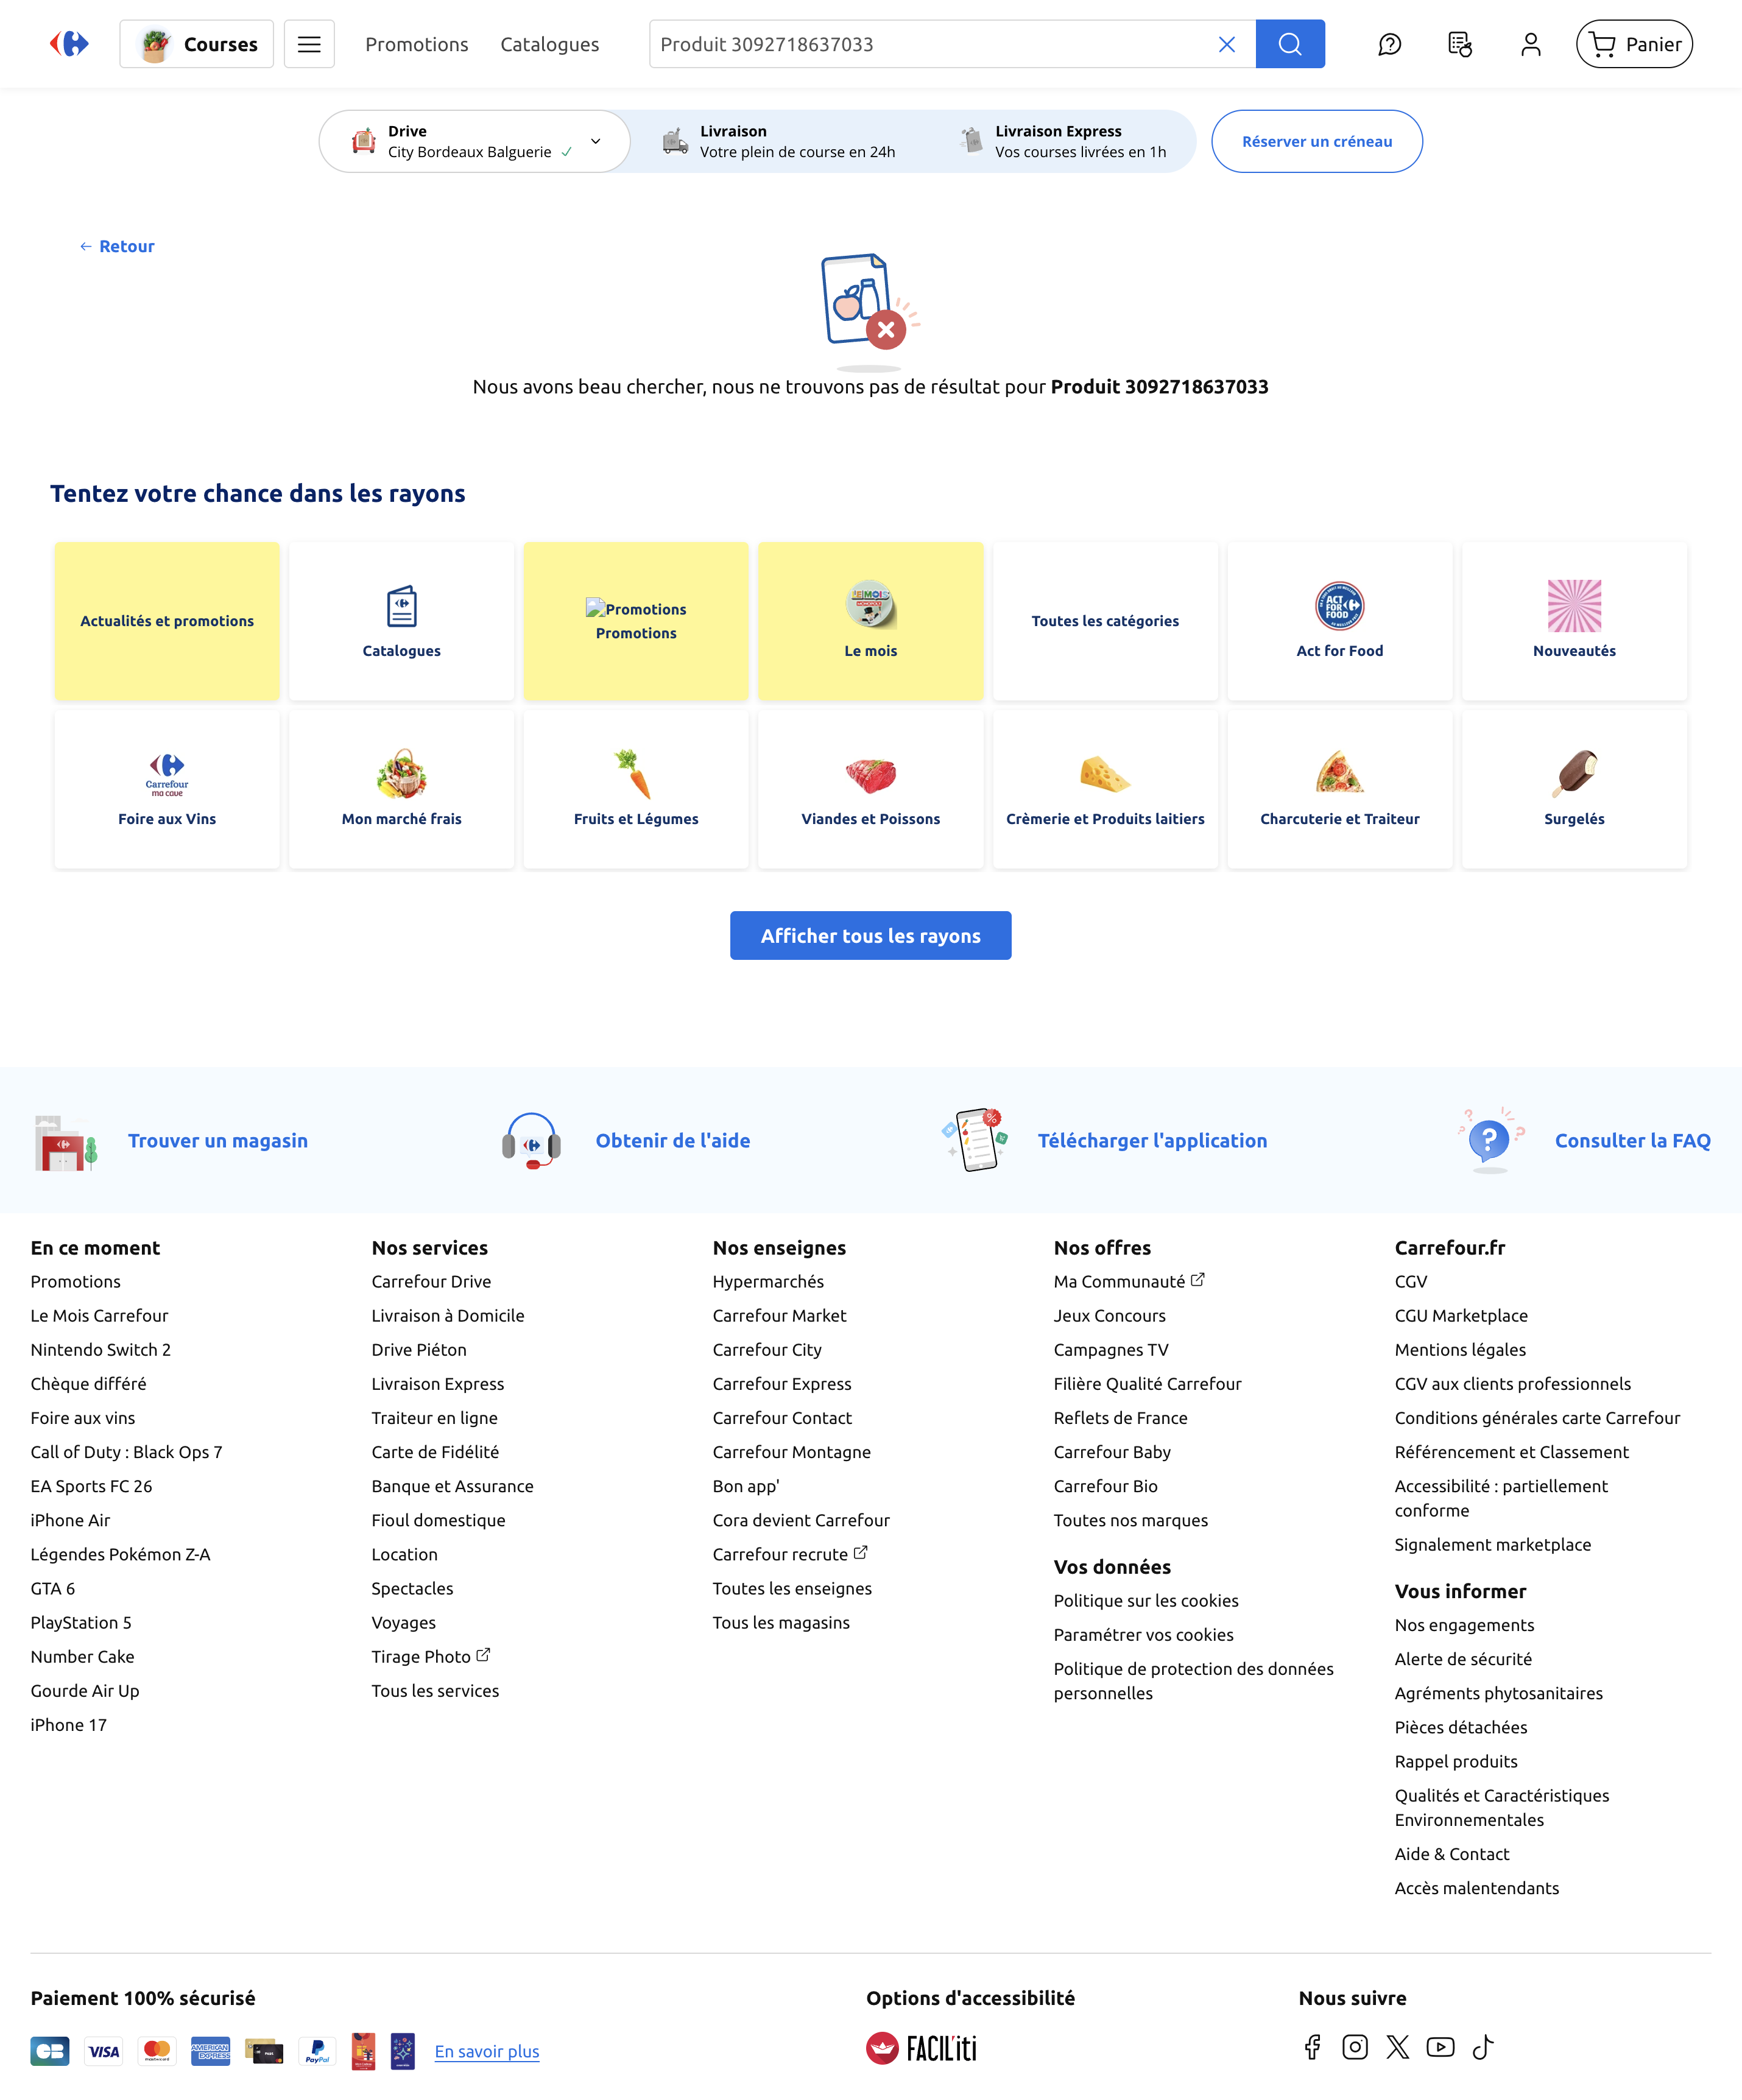 Courses
Promotions
Catalogues
Produit 3092718637033
Panier
Drive
City Bordeaux Balguerie
Livraison
Votre plein de course en 24h
Livraison Express
Vos courses livrées en 1h
Réserver un créneau
Retour
Nous avons beau chercher, nous ne trouvons pas de résultat pour Produit 3092718637033
Tentez votre chance dans les rayons
Actualités et promotions
Catalogues
Promotions
Promotions
Le mois
Toutes les catégories
ACT FOR FOOD
Act for Food
Nouveautés
Carrefour
ma cave
Foire aux Vins
Mon marché frais
Fruits et Légumes
Viandes et Poissons
Crèmerie et Produits laitiers
Charcuterie et Traiteur
Surgelés
Afficher tous les rayons
Trouver un magasin
Obtenir de l'aide
Télécharger l'application
Consulter la FAQ
En ce moment
Promotions
Le Mois Carrefour
Nintendo Switch 2
Chèque différé
Foire aux vins
Call of Duty : Black Ops 7
EA Sports FC 26
iPhone Air
Légendes Pokémon Z-A
GTA 6
PlayStation 5
Number Cake
Gourde Air Up
iPhone 17
Nos services
Carrefour Drive
Livraison à Domicile
Drive Piéton
Livraison Express
Traiteur en ligne
Carte de Fidélité
Banque et Assurance
Fioul domestique
Location
Spectacles
Voyages
Tirage Photo
Tous les services
Nos enseignes
Hypermarchés
Carrefour Market
Carrefour City
Carrefour Express
Carrefour Contact
Carrefour Montagne
Bon app'
Cora devient Carrefour
Carrefour recrute
Toutes les enseignes
Tous les magasins
Nos offres
Ma Communauté
Jeux Concours
Campagnes TV
Filière Qualité Carrefour
Reflets de France
Carrefour Baby
Carrefour Bio
Toutes nos marques
Vos données
Politique sur les cookies
Paramétrer vos cookies
Politique de protection des données
personnelles
Carrefour.fr
CGV
CGU Marketplace
Mentions légales
CGV aux clients professionnels
Conditions générales carte Carrefour
Référencement et Classement
Accessibilité : partiellement
conforme
Signalement marketplace
Vous informer
Nos engagements
Alerte de sécurité
Agréments phytosanitaires
Pièces détachées
Rappel produits
Qualités et Caractéristiques
Environnementales
Aide & Contact
Accès malentendants
Paiement 100% sécurisé
CB
VISA
mastercard
AMERICAN
EXPRESS
PayPal
En savoir plus
Options d'accessibilité
FACIL'iti
Nous suivre